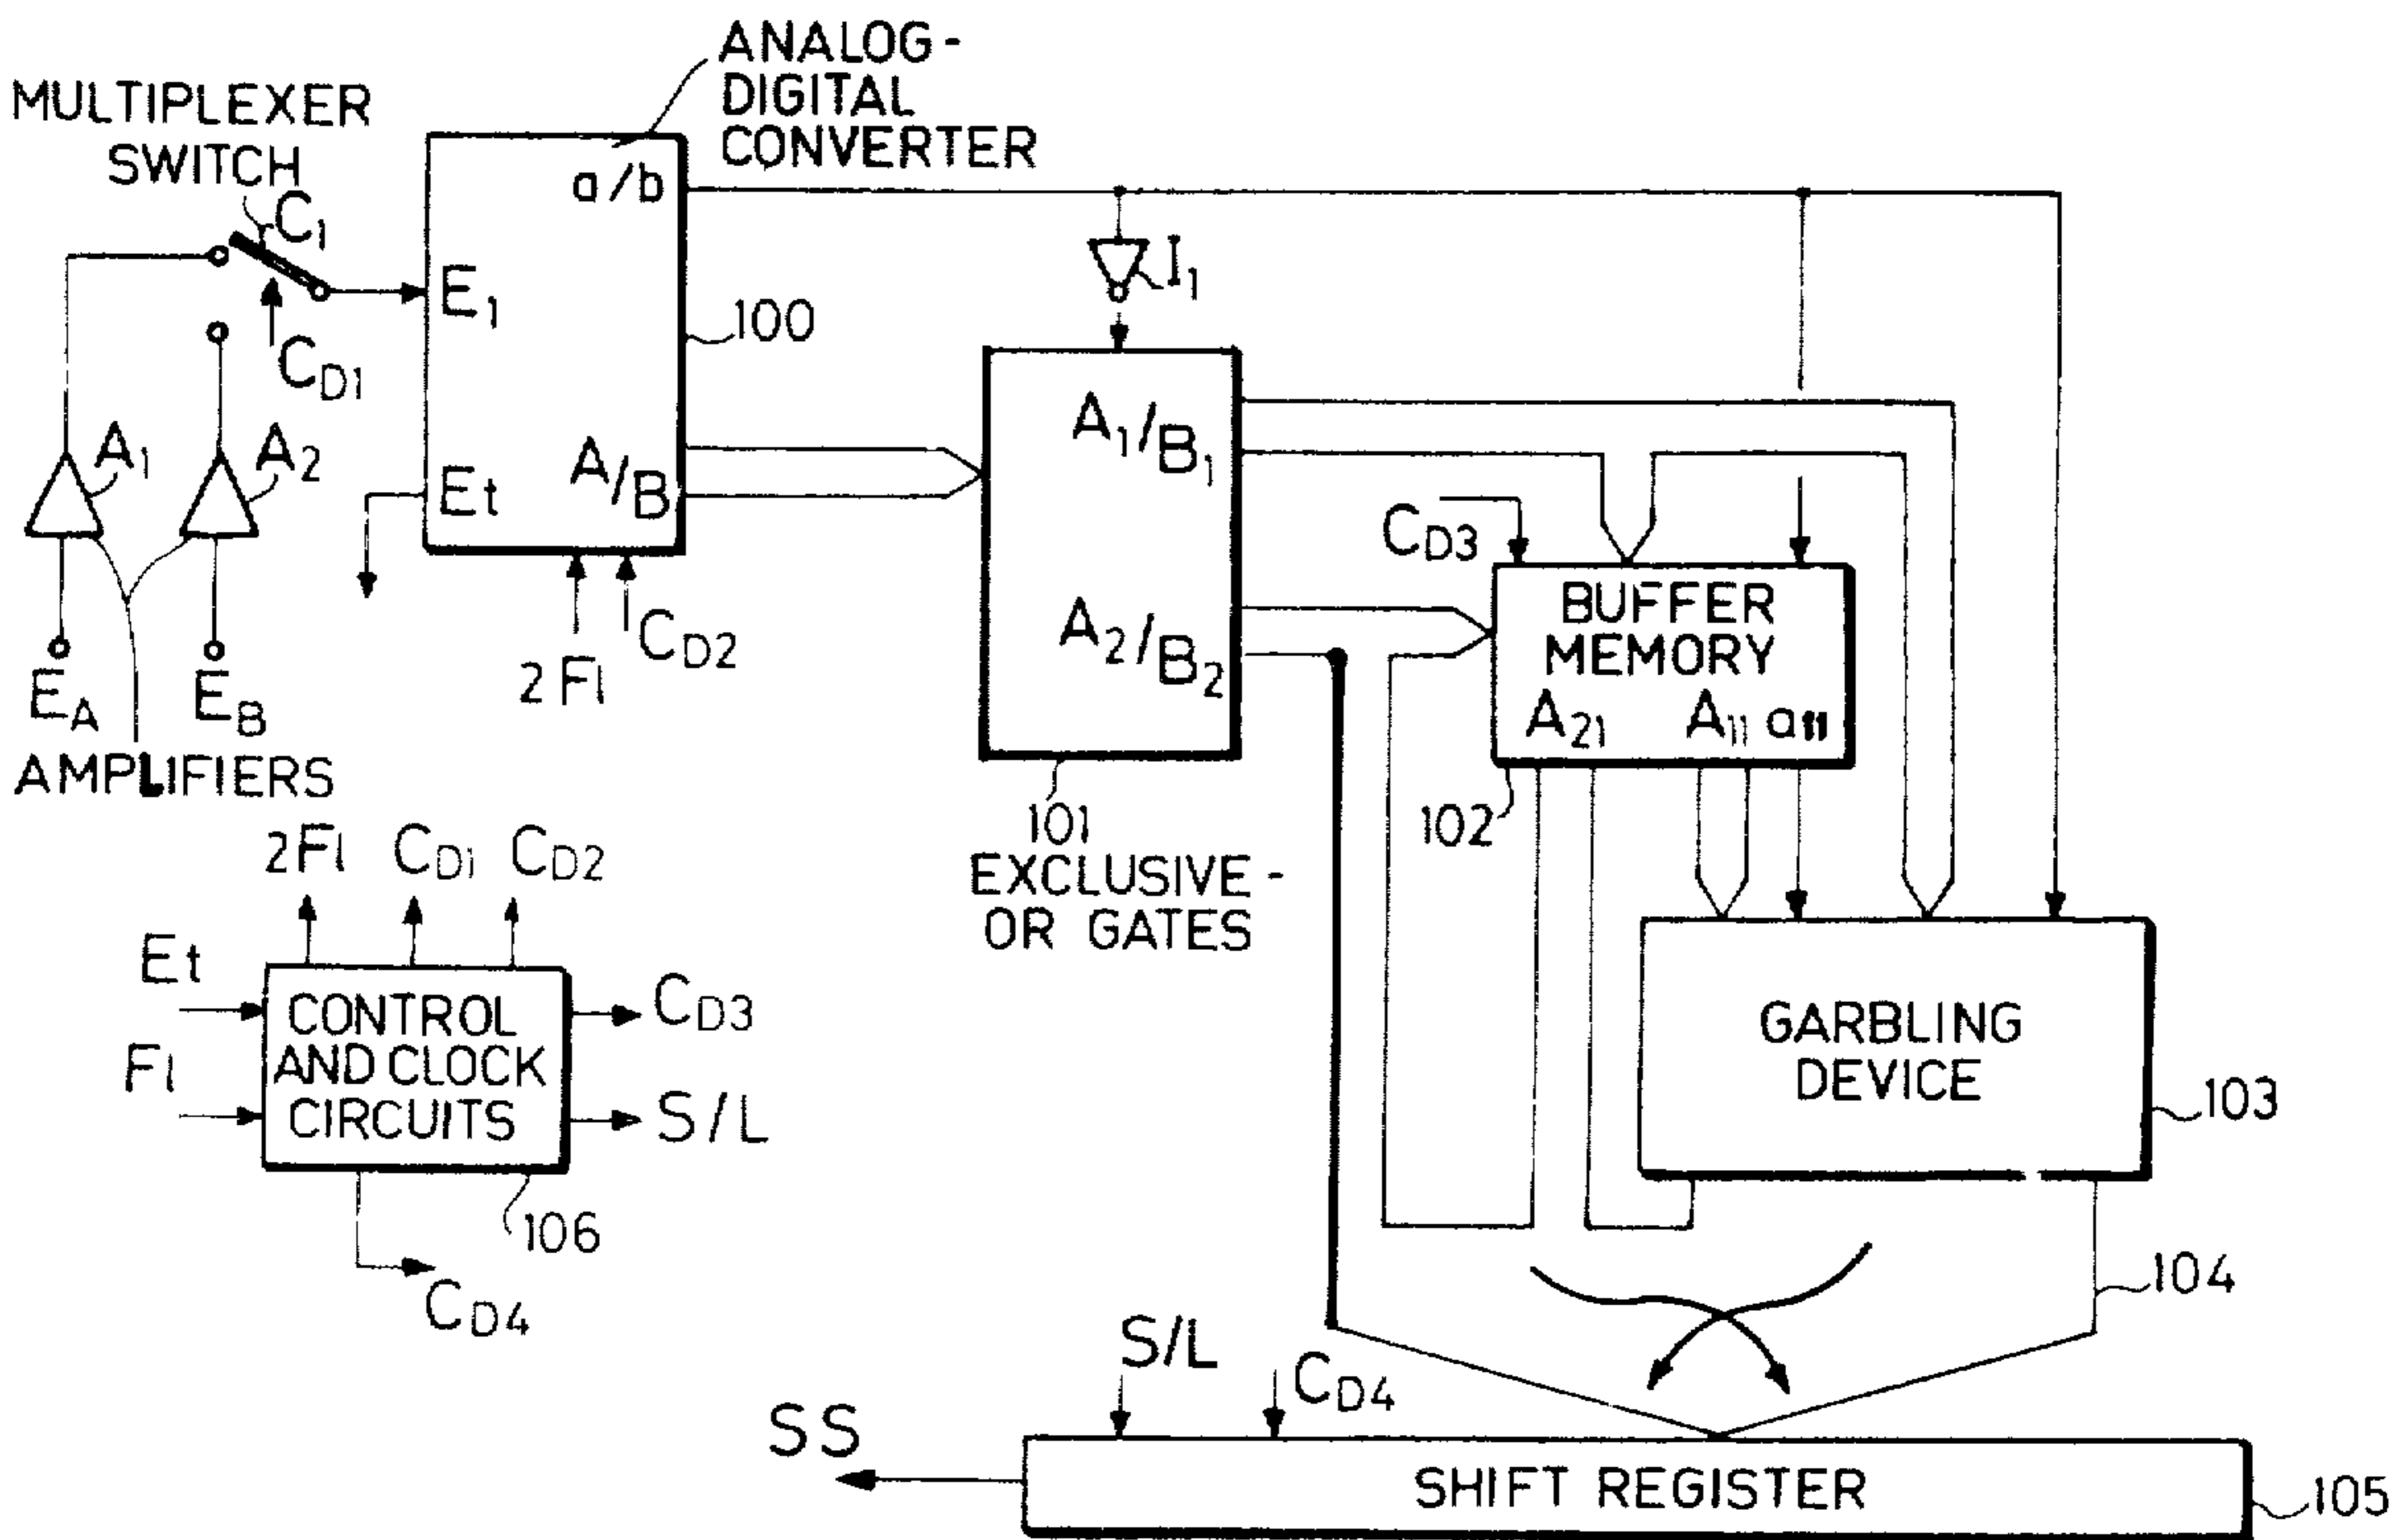 ANALOG-
DIGITAL
CONVERTER
MULTIPLEXER
SWITCH
C1
CD1
a/b
E1
Et
A/B
100
I1
A1
A2
EA
EB
AMPLIFIERS
2Fl
CD2
A1/B1
A2/B2
101
EXCLUSIVE-
OR GATES
CD3
BUFFER
MEMORY
A21
A11
a11
102
GARBLING
DEVICE
103
104
2Fl
CD1
CD2
Et
Fl
CONTROL
AND CLOCK
CIRCUITS
CD3
S/L
106
CD4
S/L
CD4
SS
SHIFT REGISTER
105